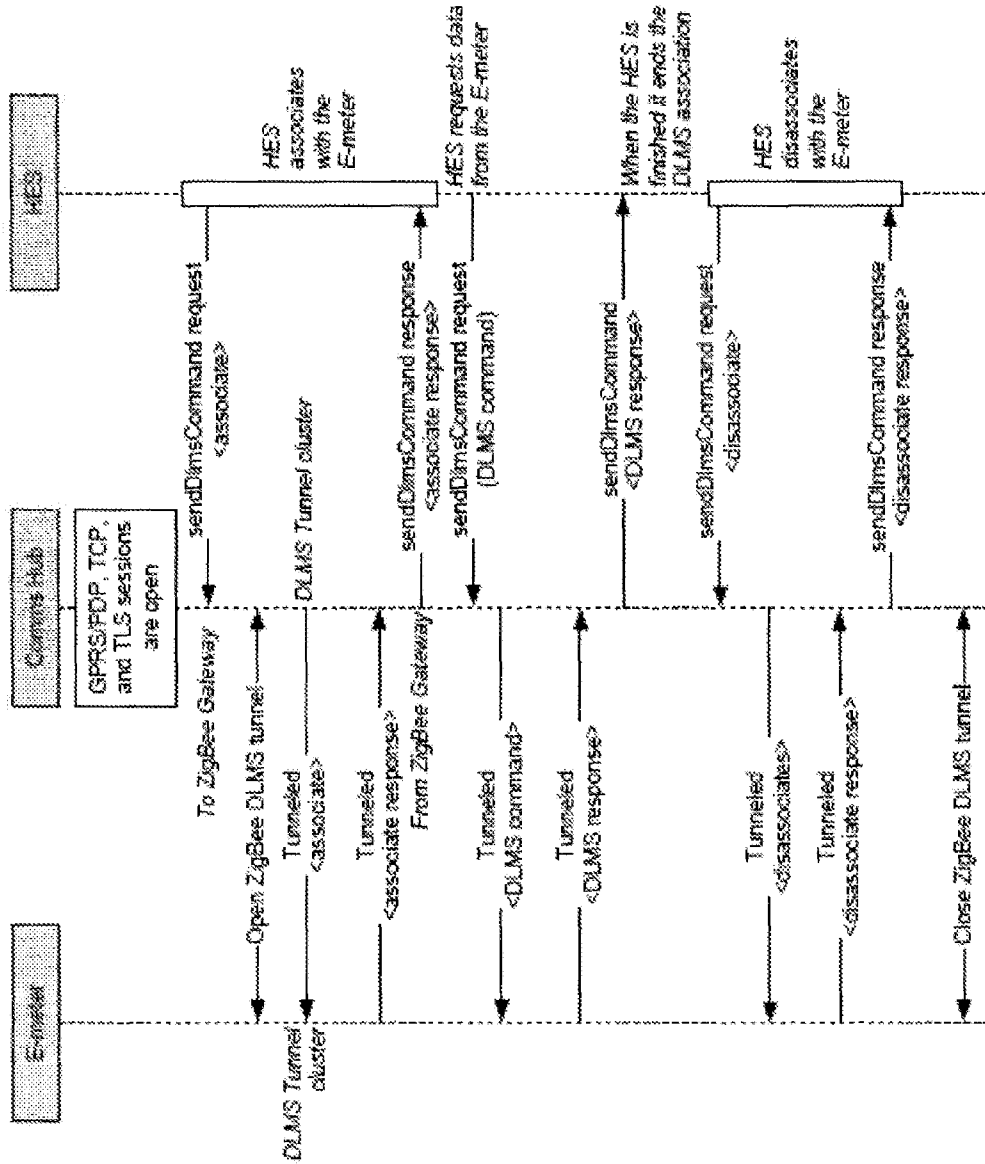 E-meter
Comms Hub
HES
GPRS/PDP, TCP,
and TLS sessions
are open
sendDlmsCommand request
<associate>
HES
associates
with the
E-meter
To ZigBee Gateway
Open ZigBee DLMS tunnel
DLMS Tunnel
cluster
Tunneled
<associate>
DLMS Tunnel cluster
Tunneled
<associate response>
From ZigBee Gateway
sendDlmsCommand response
<associate response>
sendDlmsCommand request
(DLMS command)
HES requests data
from the E-meter
Tunneled
<DLMS command>
Tunneled
<DLMS response>
sendDlmsCommand
<DLMS response>
When the HES is
finished it ends the
DLMS association
sendDlmsCommand request
<disassociate>
HES
disassociates
with the
E-meter
Tunneled
<disassociates>
Tunneled
<disassociate response>
sendDlmsCommand response
<disassociate response>
Close ZigBee DLMS tunnel